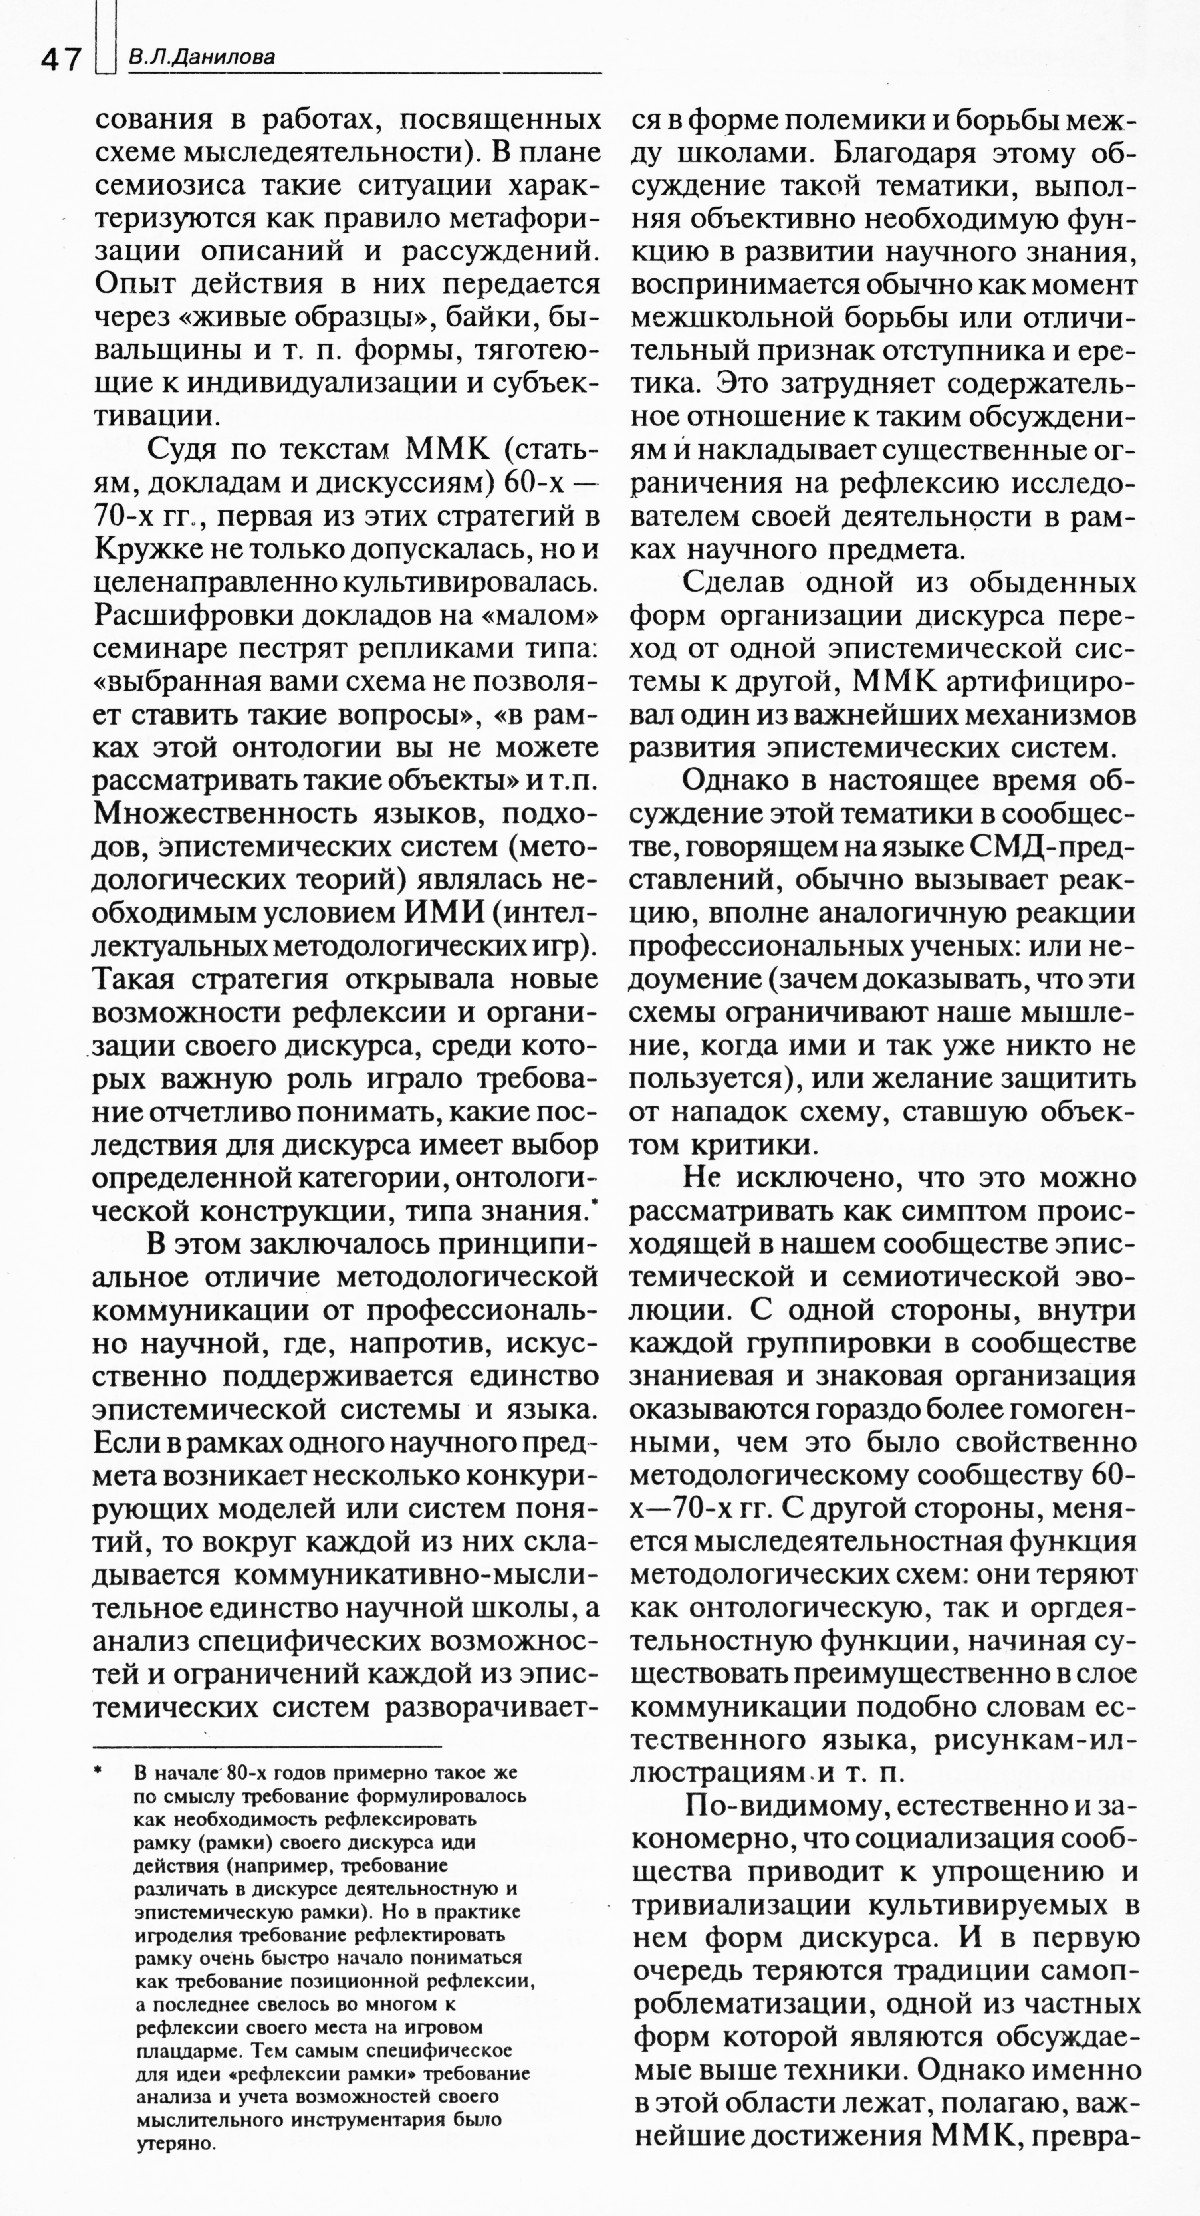 47
В.Л.Данилова
сования в работах, посвященных
схеме мыследеятельности). В плане
семиозиса такие ситуации харак-
теризуются как правило метафори-
зации описаний и рассуждений.
Опыт действия в них передается
через «живые образцы», байки, бы-
вальщины и т. п. формы, тяготею-
щие к индивидуализации и субъек-
тивации.
Судя по текстам ММК (стать-
ям, докладам и дискуссиям) 60-х —
70-х гг., первая из этих стратегий в
Кружке не только допускалась, но и
целенаправленно культивировалась.
Расшифровки докладов на «малом»
семинаре пестрят репликами типа:
«выбранная вами схема не позволя-
ет ставить такие вопросы», «в рам-
ках этой онтологии вы не можете
рассматривать такие объекты» и т.п.
Множественность языков, подхо-
дов, эпистемических систем (мето-
дологических теорий) являлась не-
обходимым условием ИМИ (интел-
лектуальных методологических игр).
Такая стратегия открывала новые
возможности рефлексии и органи-
зации своего дискурса, среди кото-
рых важную роль играло требова-
ние отчетливо понимать, какие пос-
ледствия для дискурса имеет выбор
определенной категории, онтологи-
ческой конструкции, типа знания.*
В этом заключалось принципи-
альное отличие методологической
коммуникации от профессиональ-
но научной, где, напротив, искус-
ственно поддерживается единство
эпистемической системы и языка.
Если в рамках одного научного пред-
мета возникает несколько конкури-
рующих моделей или систем поня-
тий, то вокруг каждой из них скла-
дывается коммуникативно-мысли-
тельное единство научной школы, а
анализ специфических возможнос-
тей и ограничений каждой из эпис-
темических систем разворачивает-
* В начале 80-х годов примерно такое же
по смыслу требование формулировалось
как необходимость рефлексировать
рамку (рамки) своего дискурса иди
действия (например, требование
различать в дискурсе деятельностную и
эпистемическую рамки). Но в практике
игроделия требование рефлектировать
рамку очень быстро начало пониматься
как требование позиционной рефлексии,
а последнее свелось во многом к
рефлексии своего места на игровом
плацдарме. Тем самым специфическое
для идеи «рефлексии рамки» требование
анализа и учета возможностей своего
мыслительного инструментария было
утеряно.
ся в форме полемики и борьбы меж-
ду школами. Благодаря этому об-
суждение такой тематики, выпол-
няя объективно необходимую фун-
кцию в развитии научного знания,
воспринимается обычно как момент
межшкольной борьбы или отличи-
тельный признак отступника и ере-
тика. Это затрудняет содержатель-
ное отношение к таким обсуждени-
ям и накладывает существенные ог-
раничения на рефлексию исследо-
вателем своей деятельности в рам-
ках научного предмета.
Сделав одной из обыденных
форм организации дискурса пере-
ход от одной эпистемической сис-
темы к другой, ММК артифициро-
вал один из важнейших механизмов
развития эпистемических систем.
Однако в настоящее время об-
суждение этой тематики в сообщес-
тве, говорящем на языке СМД-пред-
ставлений, обычно вызывает реак-
цию, вполне аналогичную реакции
профессиональных ученых: или не-
доумение (зачем доказывать, что эти
схемы ограничивают наше мышле-
ние, когда ими и так уже никто не
пользуется), или желание защитить
от нападок схему, ставшую объек-
том критики.
Не исключено, что это можно
рассматривать как симптом проис-
ходящей в нашем сообществе эпис-
темической и семиотической эво-
люции. С одной стороны, внутри
каждой группировки в сообществе
знаниевая и знаковая организация
оказываются гораздо более гомоген-
ными, чем это было свойственно
методологическому сообществу 60-
х—70-х гг. С другой стороны, меня-
ется мыследеятельностная функция
методологических схем: они теряют
как онтологическую, так и оргдея-
тельностную функции, начиная су-
ществовать преимущественно в слое
коммуникации подобно словам ес-
тественного языка, рисункам-ил-
люстрациям и т. п.
По-видимому, естественно и за-
кономерно, что социализация сооб-
щества приводит к упрощению и
тривиализации культивируемых в
нем форм дискурса. И в первую
очередь теряются традиции самоп-
роблематизации, одной из частных
форм которой являются обсуждае-
мые выше техники. Однако именно
в этой области лежат, полагаю, важ-
нейшие достижения ММК, превра-